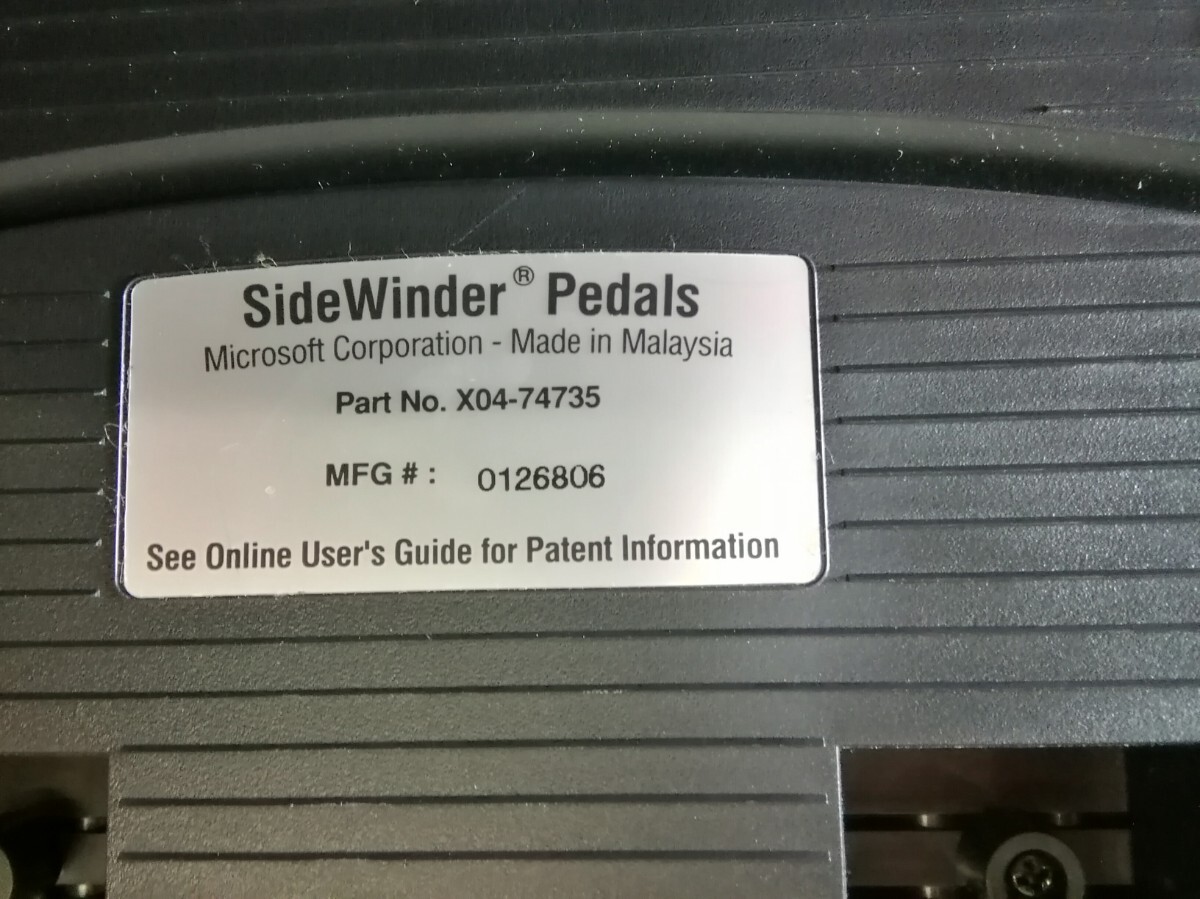 SideWinder® Pedals
Microsoft Corporation - Made in Malaysia
Part No. X04-74735
MFG # : 0126806
See Online User's Guide for Patent Information